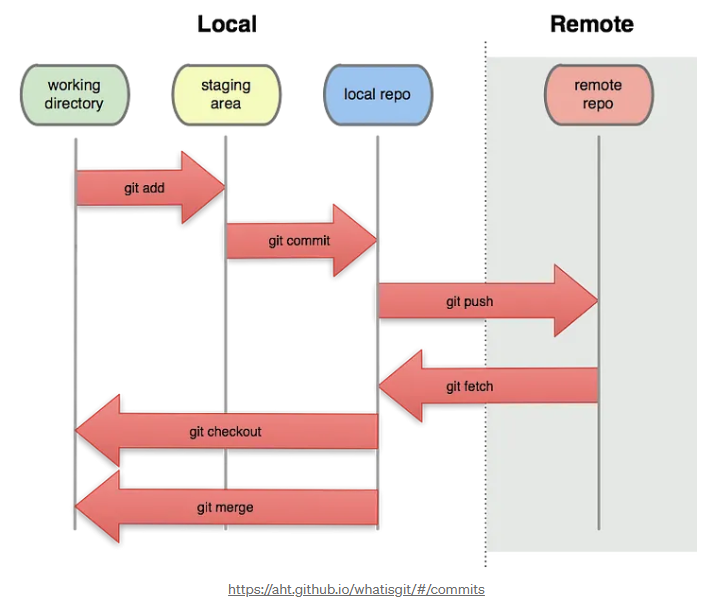 Local
Remote
working
directory
staging
area
local repo
remote
repo
git add
git commit
git push
git fetch
git checkout
git merge
https://aht.github.io/whatisgit/#/commits